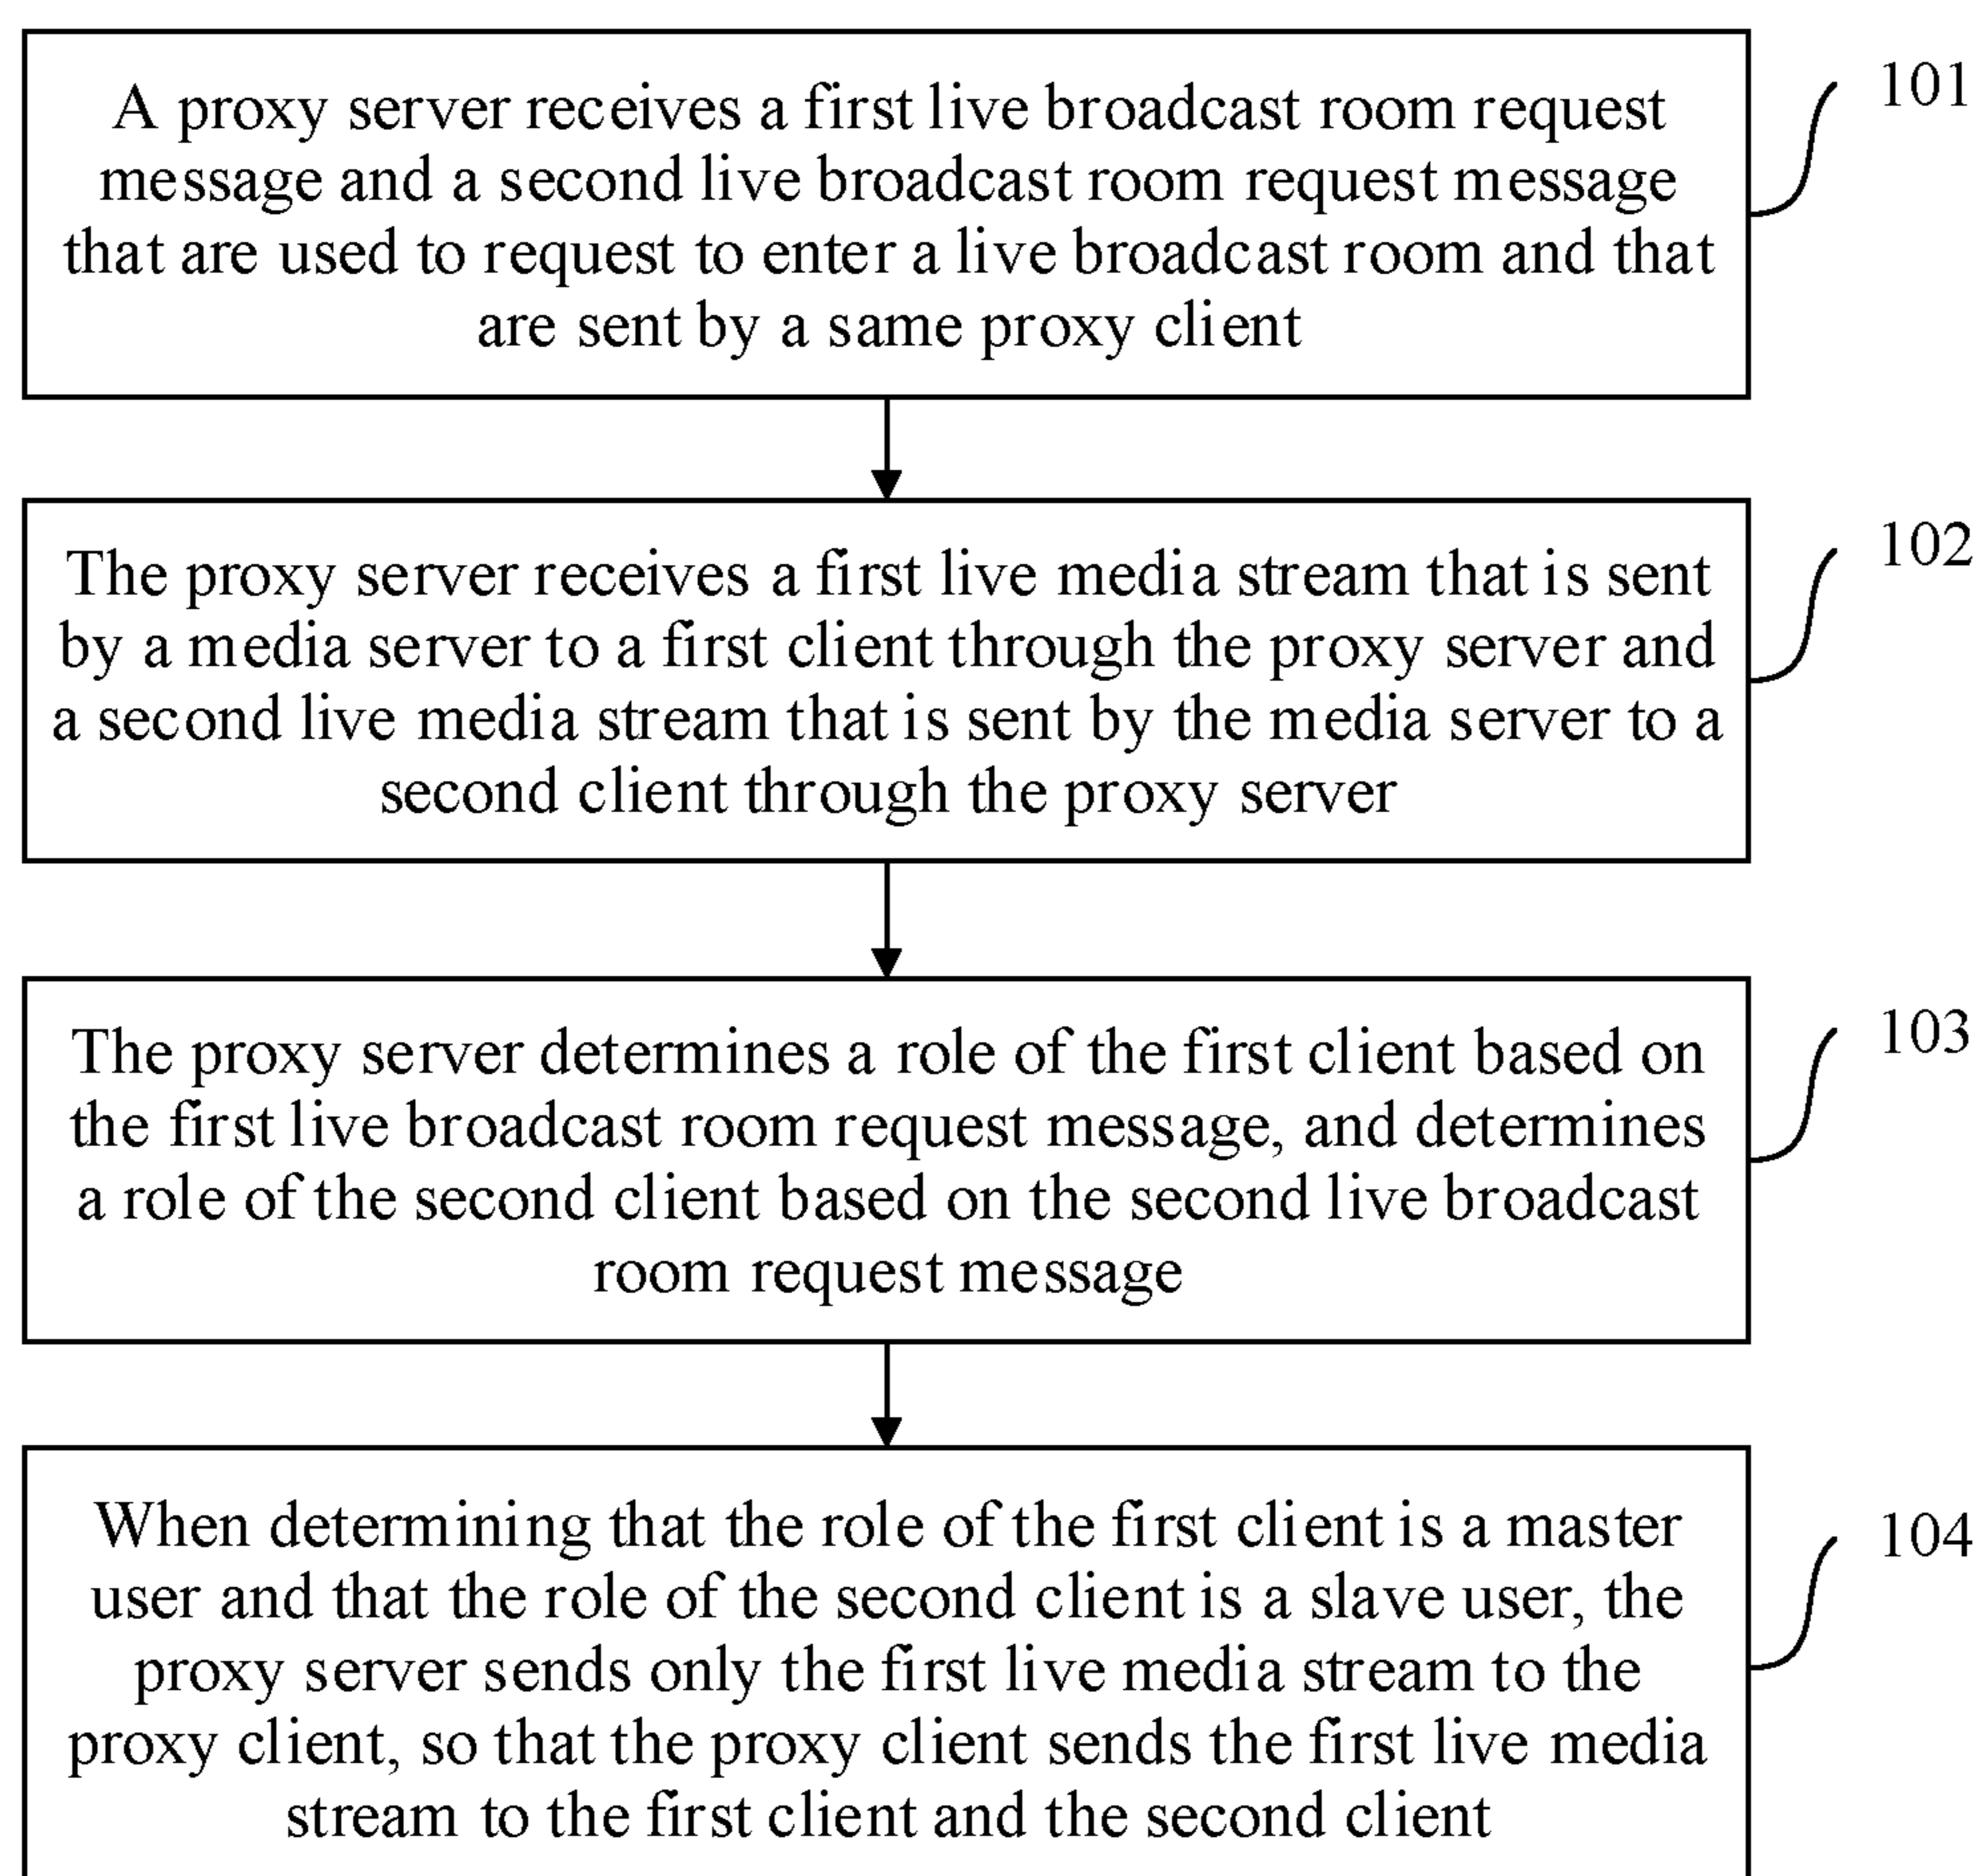 A proxy server receives a first live broadcast room request
message and a second live broadcast room request message
that are used to request to enter a live broadcast room and that
are sent by a same proxy client
101
The proxy server receives a first live media stream that is sent
by a media server to a first client through the proxy server and
a second live media stream that is sent by the media server to a
second client through the proxy server
102
The proxy server determines a role of the first client based on
the first live broadcast room request message, and determines
a role of the second client based on the second live broadcast
room request message
103
When determining that the role of the first client is a master
user and that the role of the second client is a slave user, the
proxy server sends only the first live media stream to the
proxy client, so that the proxy client sends the first live media
stream to the first client and the second client
104